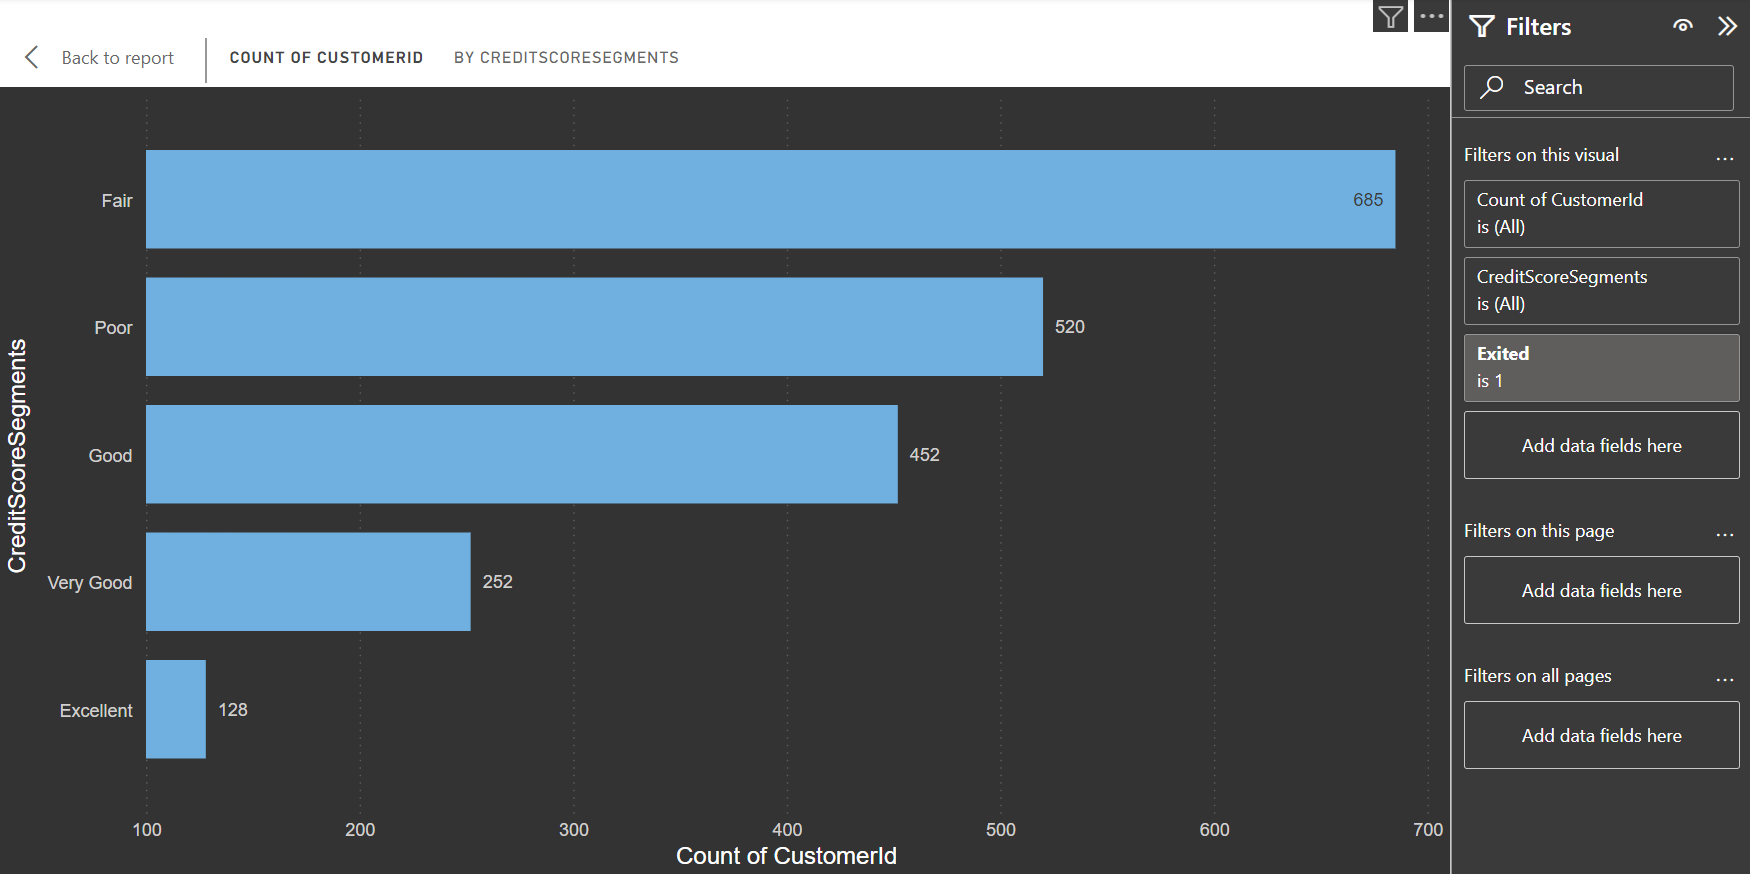 Back to report
COUNT OF CUSTOMERID
BY CREDITSCORESEGMENTS
CreditScoreSegments
Fair
685
Poor
520
Good
452
Very Good
252
Excellent
128
100 200 300 400 500 600 700
Count of CustomerId
Filters
Search
Filters on this visual
Count of CustomerId
is (All)
CreditScoreSegments
is (All)
Exited
is 1
Add data fields here
Filters on this page
Add data fields here
Filters on all pages
Add data fields here